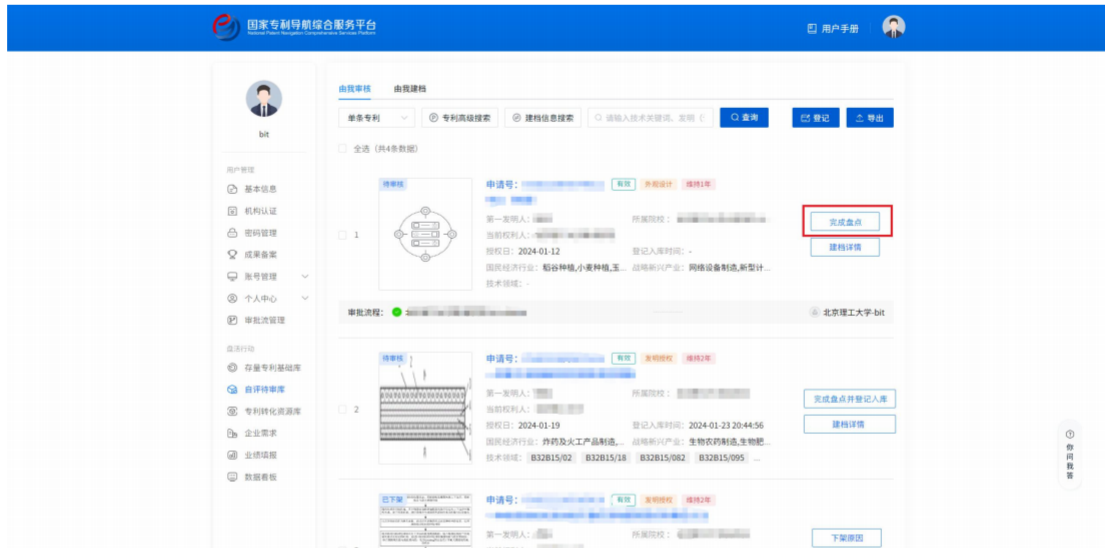 国家专利导航综合服务平台
National Patent Navigation Comprehensive Services Platform
用户手册
bit
用户管理
基本信息
机构认证
密码管理
成果备案
账号管理
个人中心
审批流管理
盘活行动
存量专利基础库
自评待审库
专利转化资源库
企业需求
业绩填报
数据看板
由我审核 由我建档
单条专利 专利高级搜索 建档信息搜索 请输入技术关键词、发明 查询 登记 导出
全选（共4条数据）
待审核
1
申请号： 有效 外观设计 维持1年
第一发明人： 所属院校：
当前权利人：
授权日：2024-01-12 登记入库时间：-
国民经济行业：稻谷种植,小麦种植,玉... 战略新兴产业：网络设备制造,新型计...
技术领域：-
完成盘点
建档详情
审批流程： 北京理工大学-bit
待审核
2
申请号： 有效 发明授权 维持2年
第一发明人： 所属院校：
当前权利人：
授权日：2024-01-19 登记入库时间：2024-01-23 20:44:56
国民经济行业：炸药及火工产品制造,... 战略新兴产业：生物农药制造,生物肥...
技术领域：B32B15/02 B32B15/18 B32B15/082 B32B15/095 ...
完成盘点并登记入库
建档详情
已下架
申请号： 有效 发明授权 维持2年
第一发明人： 所属院校：
下架原因
你问我答